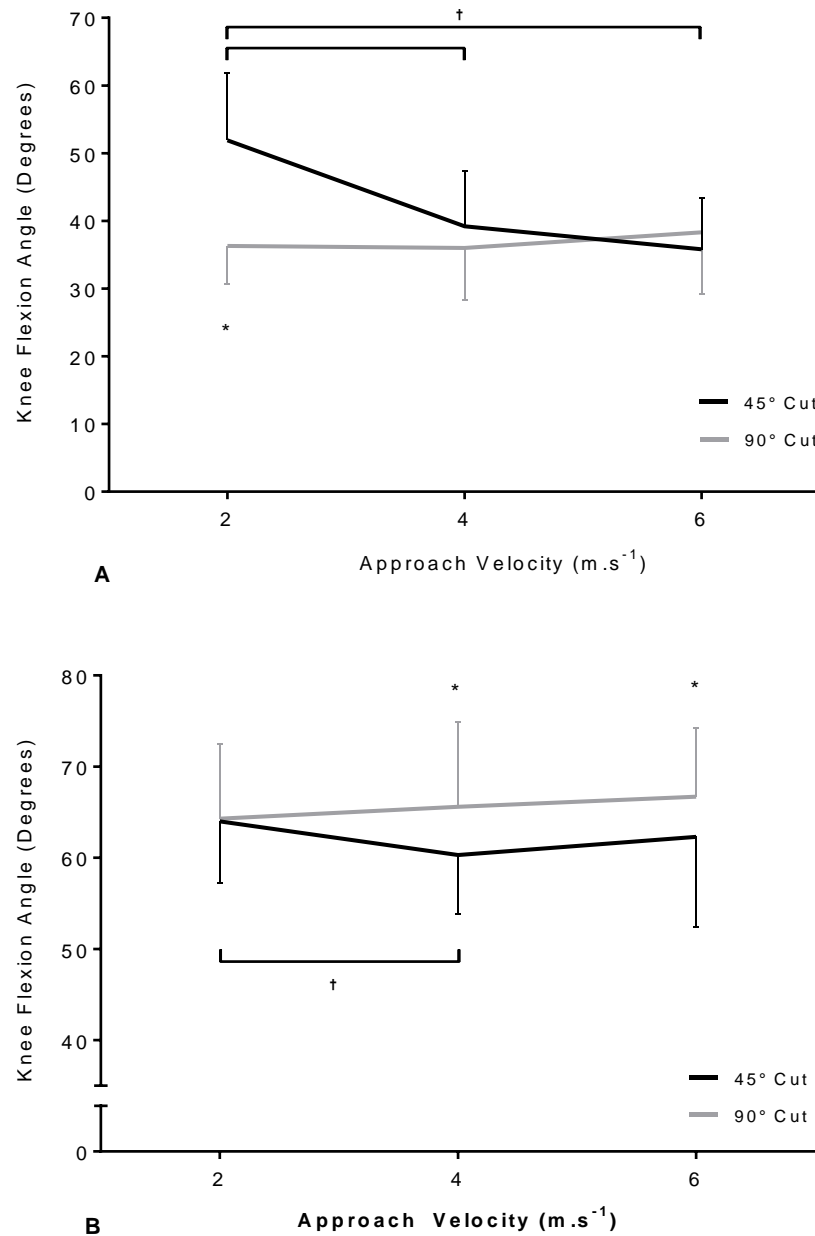 †
70
60
50
40
30
20
10
0
Knee Flexion Angle (Degrees)
*
45° Cut
90° Cut
2 4 6
Approach Velocity (m.s-1)
A
80
70
60
50
40
0
Knee Flexion Angle (Degrees)
* *
†
45° Cut
90° Cut
2 4 6
Approach Velocity (m.s-1)
B